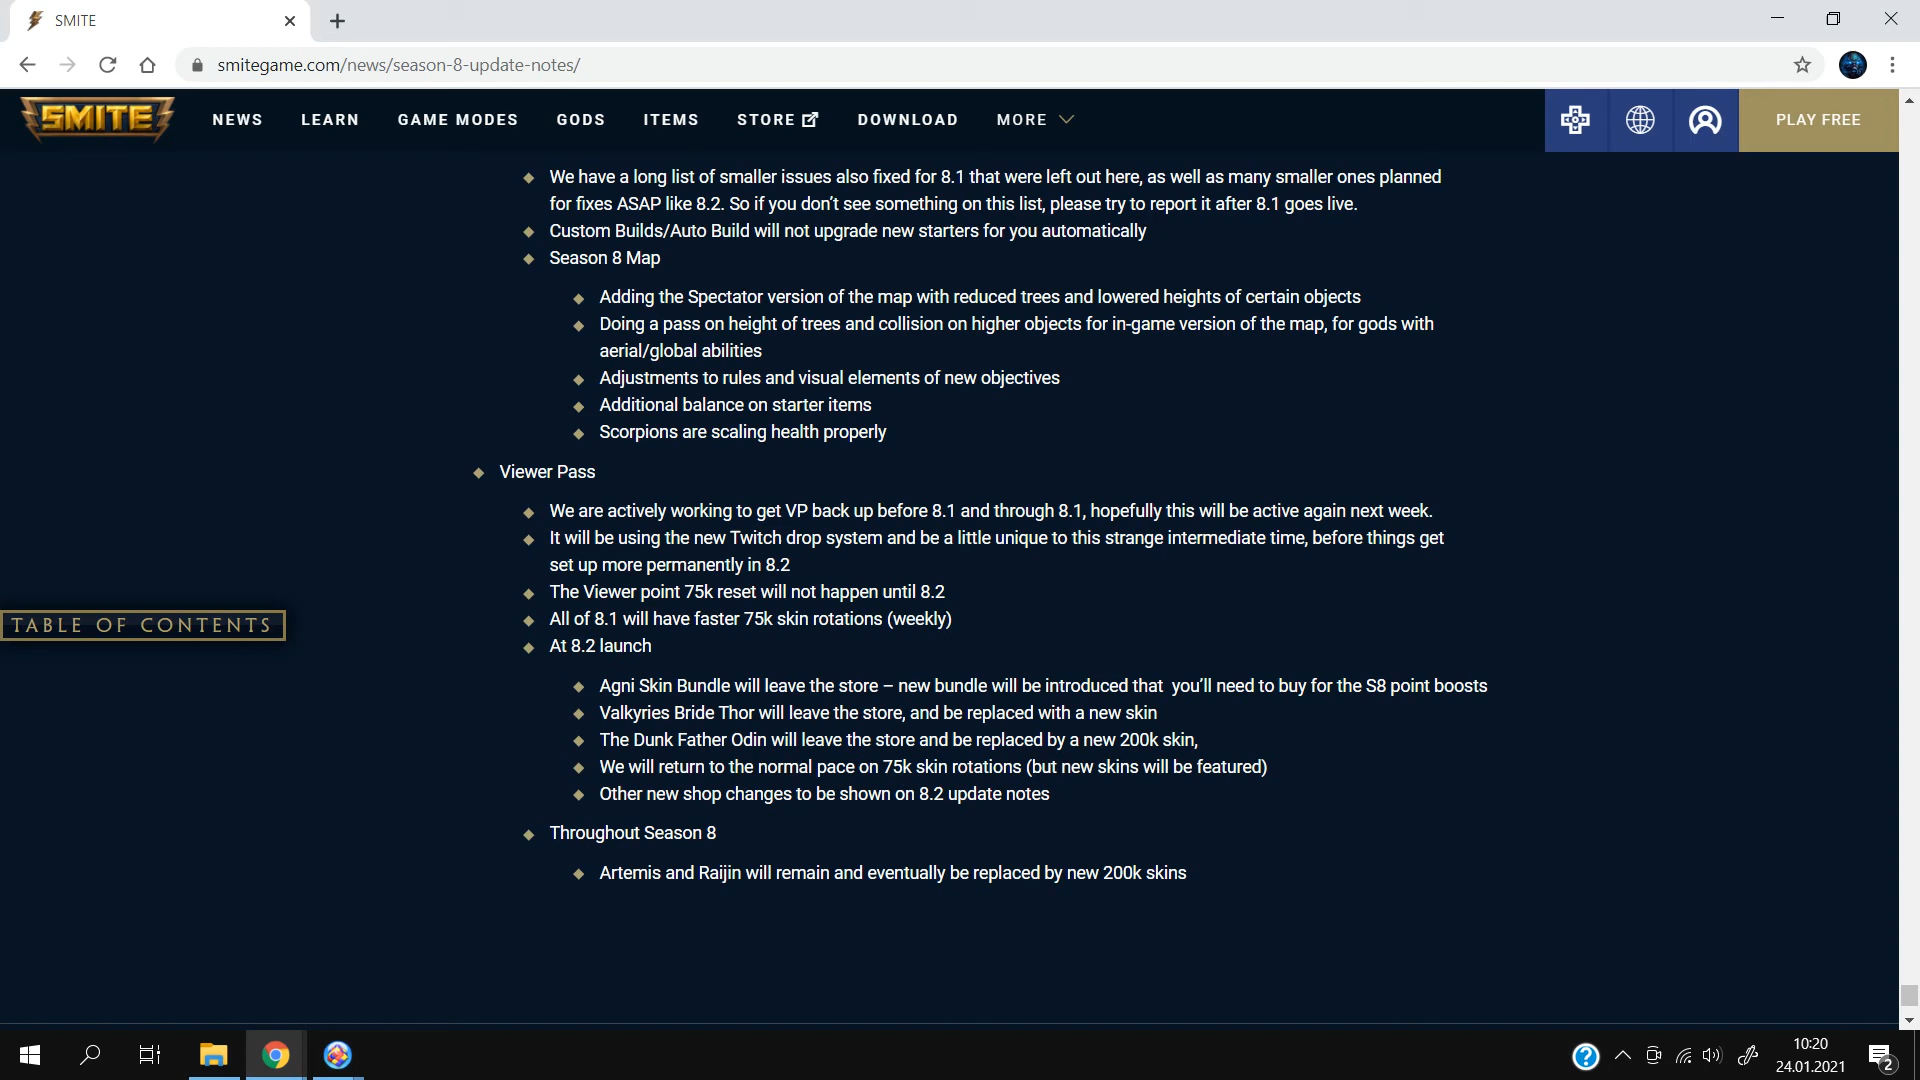 SMITE
smitegame.com/news/season-8-update-notes/
SMITE NEWS LEARN GAME MODES GODS ITEMS STORE DOWNLOAD MORE PLAY FREE
We have a long list of smaller issues also fixed for 8.1 that were left out here, as well as many smaller ones planned
for fixes ASAP like 8.2. So if you don’t see something on this list, please try to report it after 8.1 goes live.
Custom Builds/Auto Build will not upgrade new starters for you automatically
Season 8 Map
Adding the Spectator version of the map with reduced trees and lowered heights of certain objects
Doing a pass on height of trees and collision on higher objects for in-game version of the map, for gods with
aerial/global abilities
Adjustments to rules and visual elements of new objectives
Additional balance on starter items
Scorpions are scaling health properly
Viewer Pass
We are actively working to get VP back up before 8.1 and through 8.1, hopefully this will be active again next week.
It will be using the new Twitch drop system and be a little unique to this strange intermediate time, before things get
set up more permanently in 8.2
The Viewer point 75k reset will not happen until 8.2
All of 8.1 will have faster 75k skin rotations (weekly)
TABLE OF CONTENTS
At 8.2 launch
Agni Skin Bundle will leave the store – new bundle will be introduced that you’ll need to buy for the S8 point boosts
Valkyries Bride Thor will leave the store, and be replaced with a new skin
The Dunk Father Odin will leave the store and be replaced by a new 200k skin,
We will return to the normal pace on 75k skin rotations (but new skins will be featured)
Other new shop changes to be shown on 8.2 update notes
Throughout Season 8
Artemis and Raijin will remain and eventually be replaced by new 200k skins
10:20
24.01.2021
2